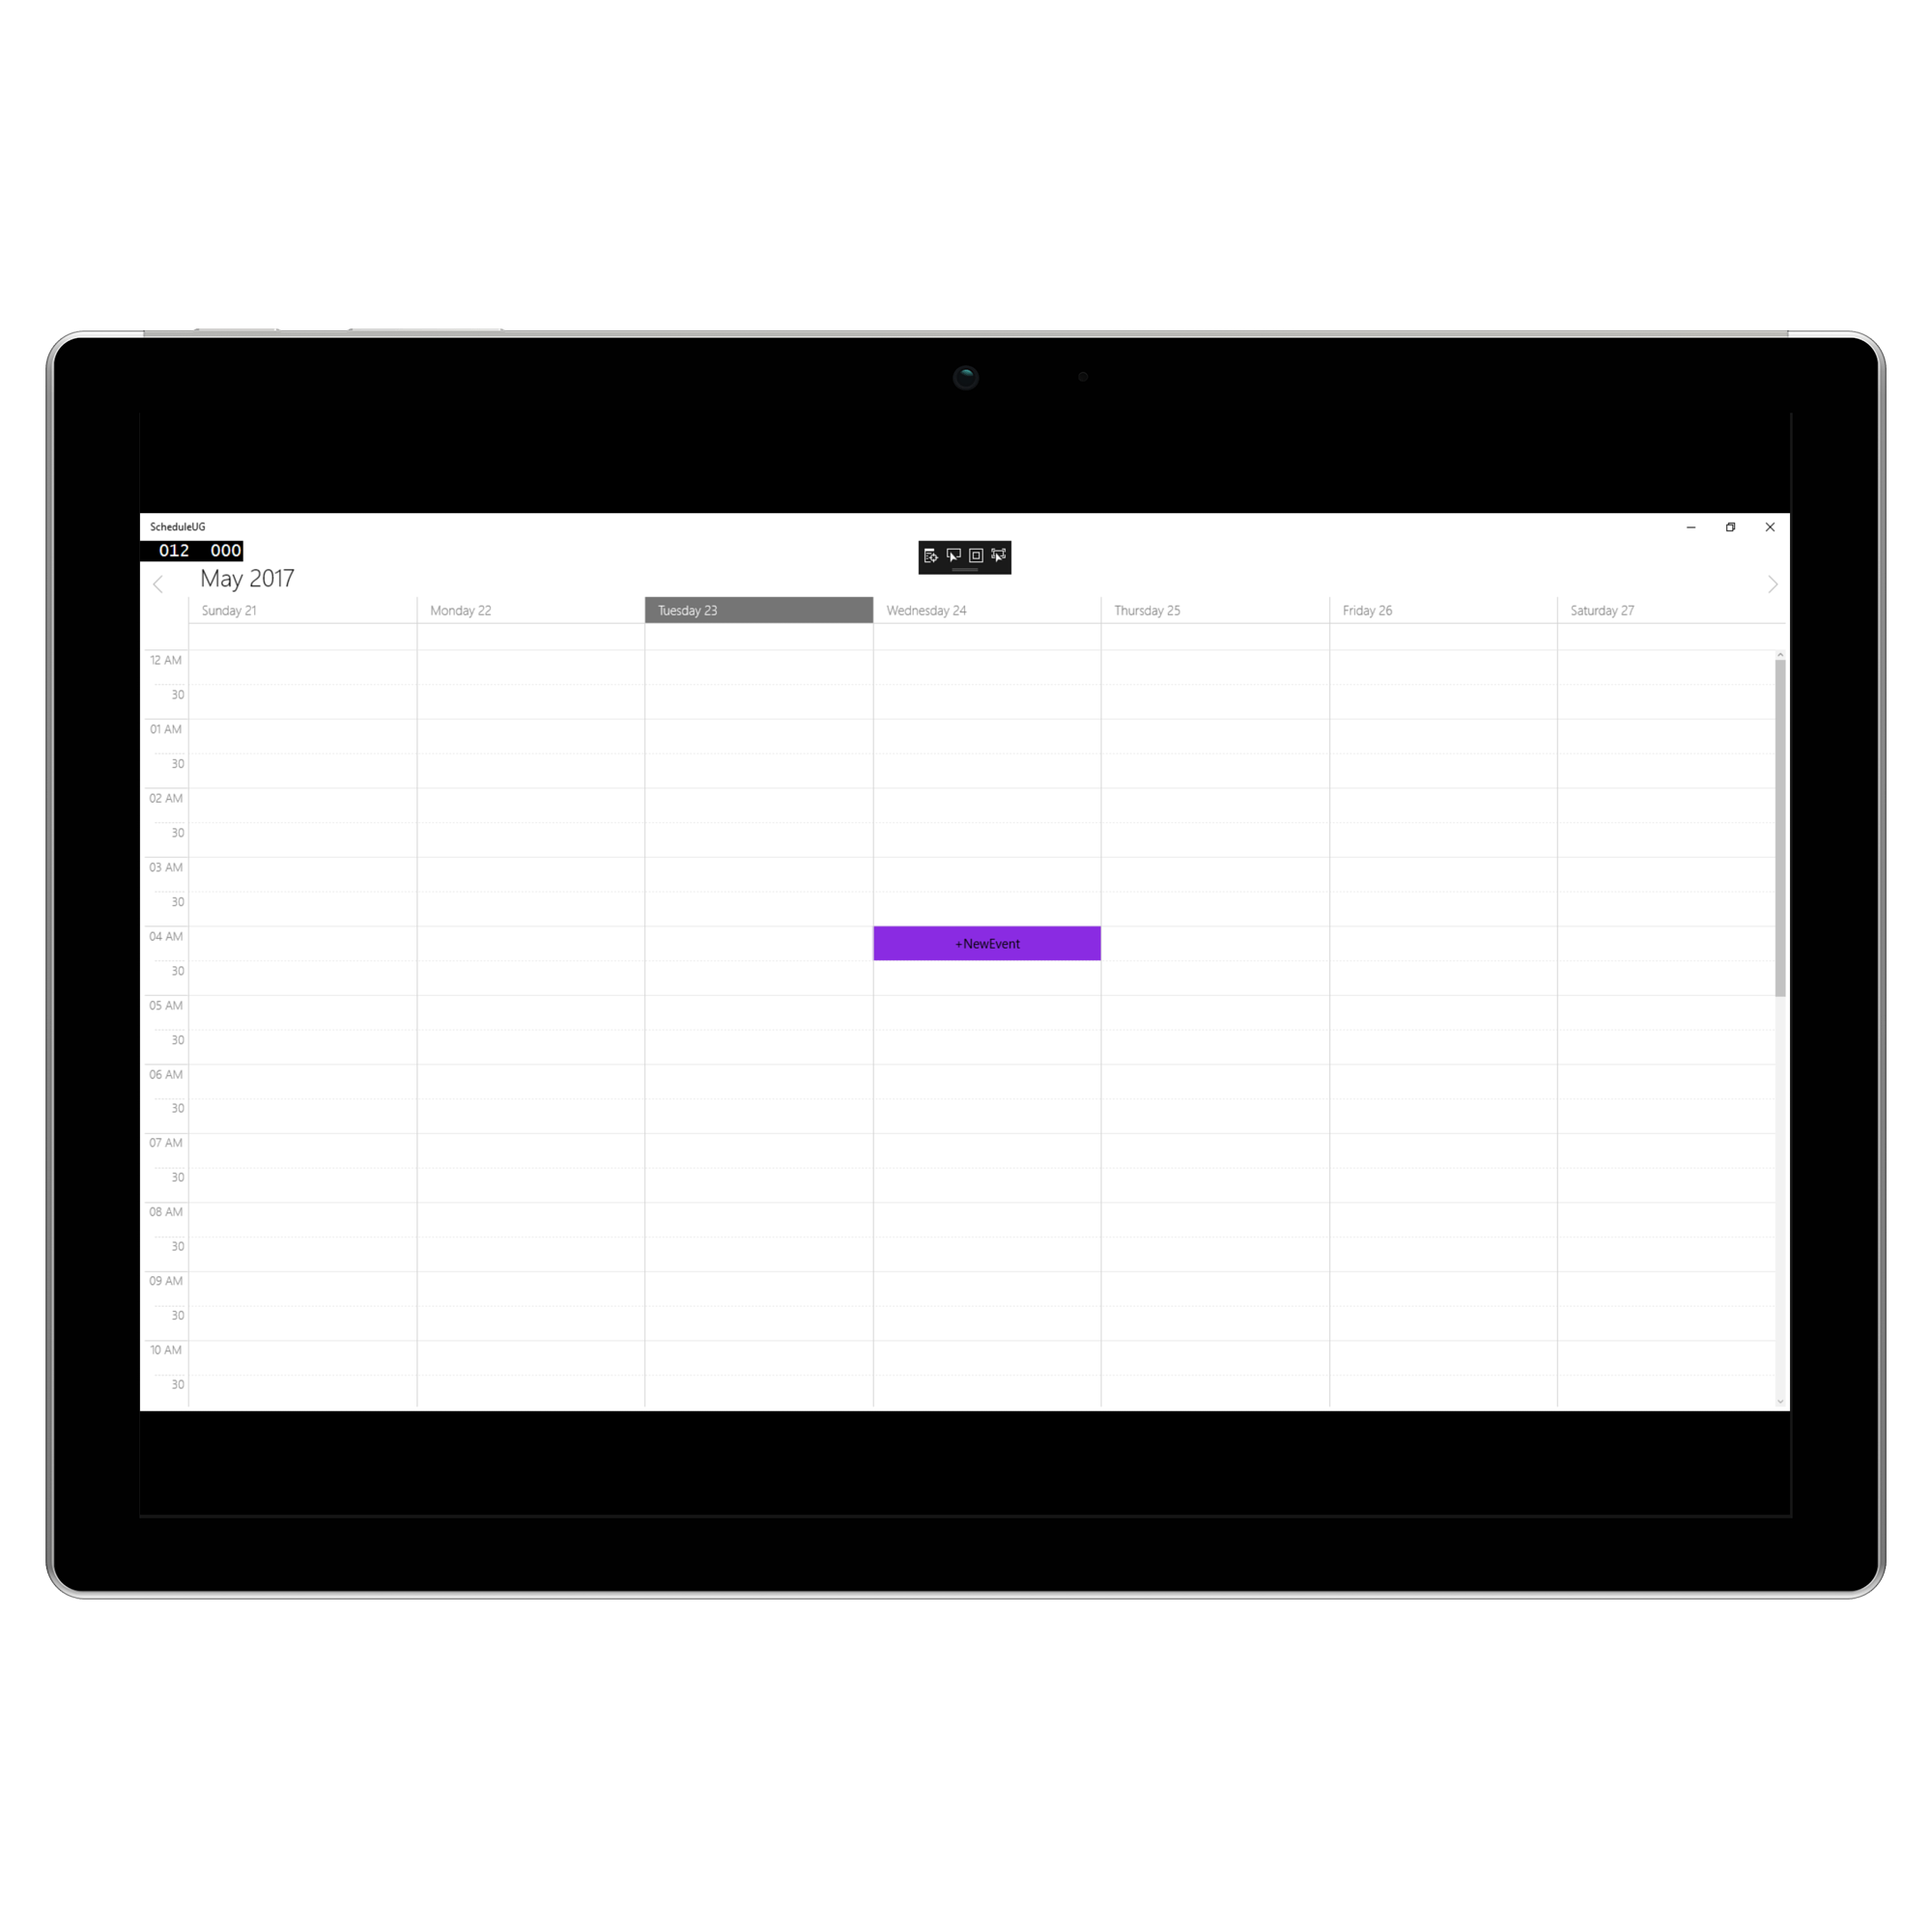 ScheduleUG
012 000
May 2017
Sunday 21 Monday 22 Tuesday 23 Wednesday 24 Thursday 25 Friday 26 Saturday 27
12 AM
30
01 AM
30
02 AM
30
03 AM
30
04 AM +NewEvent
30
05 AM
30
06 AM
30
07 AM
30
08 AM
30
09 AM
30
10 AM
30